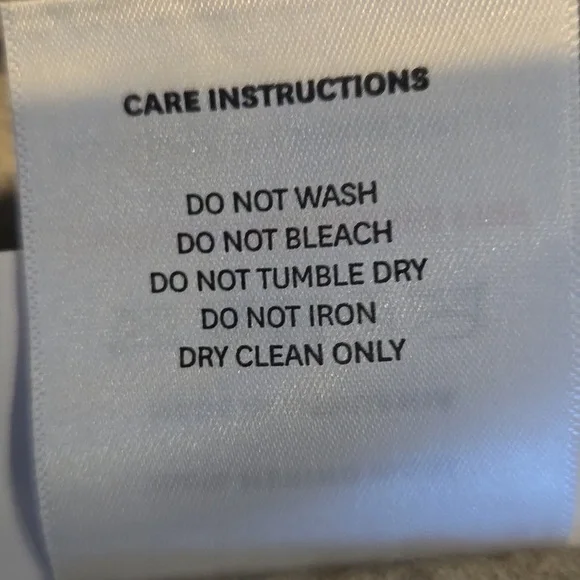 CARE INSTRUCTIONS
DO NOT WASH
DO NOT BLEACH
DO NOT TUMBLE DRY
DO NOT IRON
DRY CLEAN ONLY